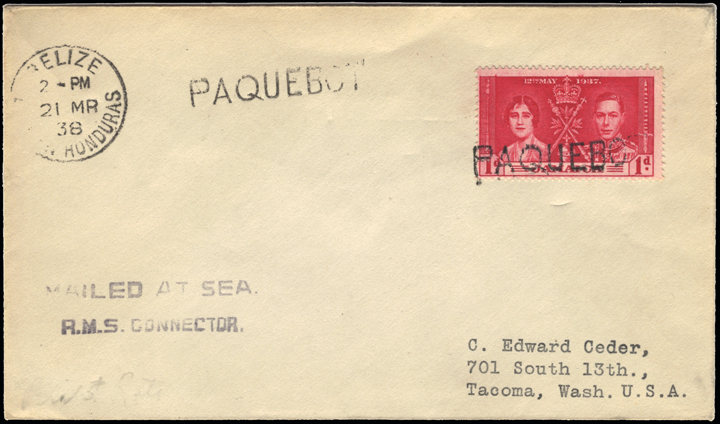 BELIZE
2 - PM
21 MR
38
HONDURAS
PAQUEBOT
12TH MAY 1937.
PAQUEBO
1d 1d.
MAILED AT SEA.
R.M.S. CONNECTOR.
C. Edward Ceder,
701 South 13th.,
Tacoma, Wash. U.S.A.